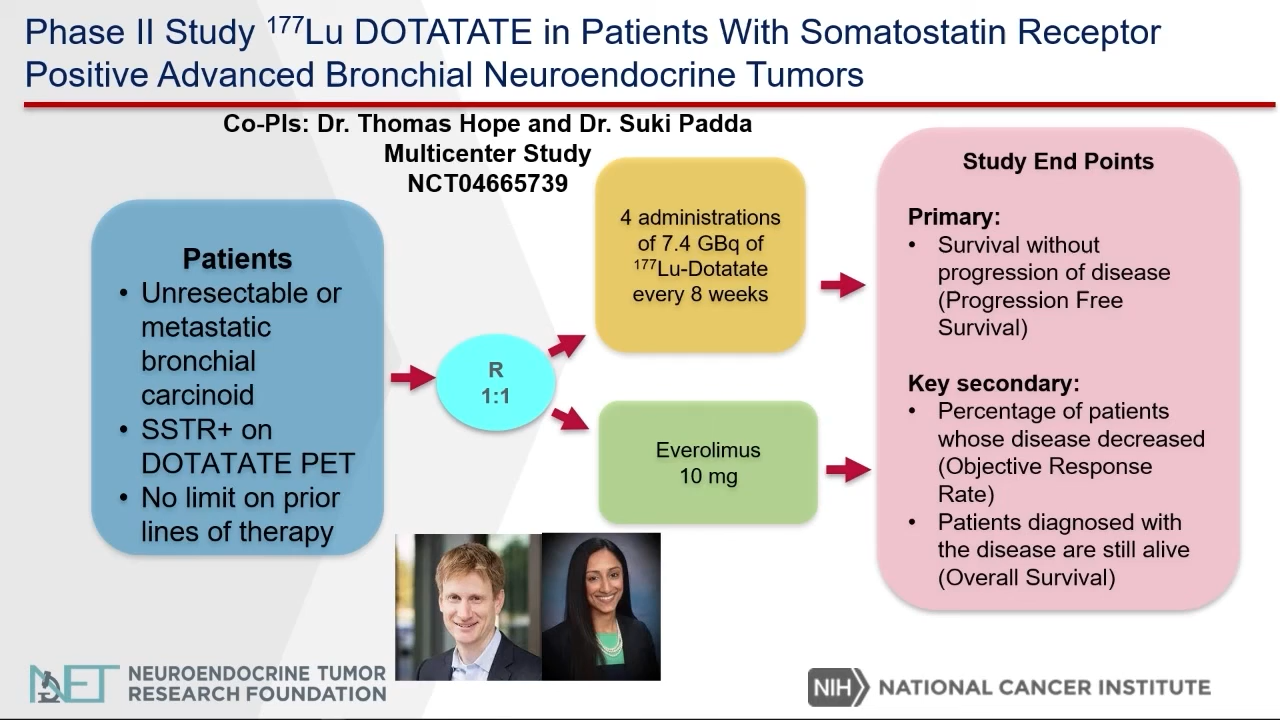 Phase II Study ¹⁷⁷Lu DOTATATE in Patients With Somatostatin Receptor
Positive Advanced Bronchial Neuroendocrine Tumors
Co-PIs: Dr. Thomas Hope and Dr. Suki Padda
Multicenter Study
NCT04665739
Patients
• Unresectable or
metastatic
bronchial
carcinoid
• SSTR+ on
DOTATATE PET
• No limit on prior
lines of therapy
R
1:1
4 administrations
of 7.4 GBq of
¹⁷⁷Lu-Dotatate
every 8 weeks
Everolimus
10 mg
Study End Points
Primary:
• Survival without
progression of disease
(Progression Free
Survival)
Key secondary:
• Percentage of patients
whose disease decreased
(Objective Response
Rate)
• Patients diagnosed with
the disease are still alive
(Overall Survival)
NET
NEUROENDOCRINE TUMOR
RESEARCH FOUNDATION
NIH
NATIONAL CANCER INSTITUTE